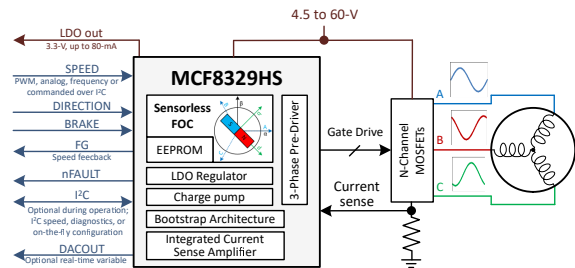 4.5 to 60-V
LDO out
3.3-V, up to 80-mA
SPEED
PWM, analog, frequency or
commanded over I²C
DIRECTION
BRAKE
FG
Speed feecback
nFAULT
I²C
Optional during operation;
I²C speed, diagnostics, or
on-the-fly configuration
DACOUT
Optional real-time variable
MCF8329HS
Sensorless
FOC
EEPROM
LDO Regulator
Charge pump
Bootstrap Architecture
Integrated Current
Sense Amplifier
3-Phase Pre-Driver
Gate Drive
Current
sense
N-Channel
MOSFETs
A
B
C